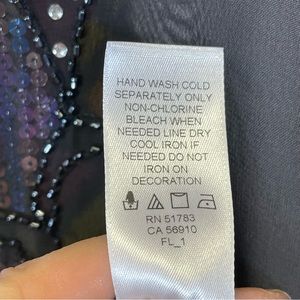 HAND WASH COLD
SEPARATELY ONLY
NON-CHLORINE
BLEACH WHEN
NEEDED LINE DRY
COOL IRON IF
NEEDED DO NOT
IRON ON
DECORATION
RN 51783
CA 56910
FL_1